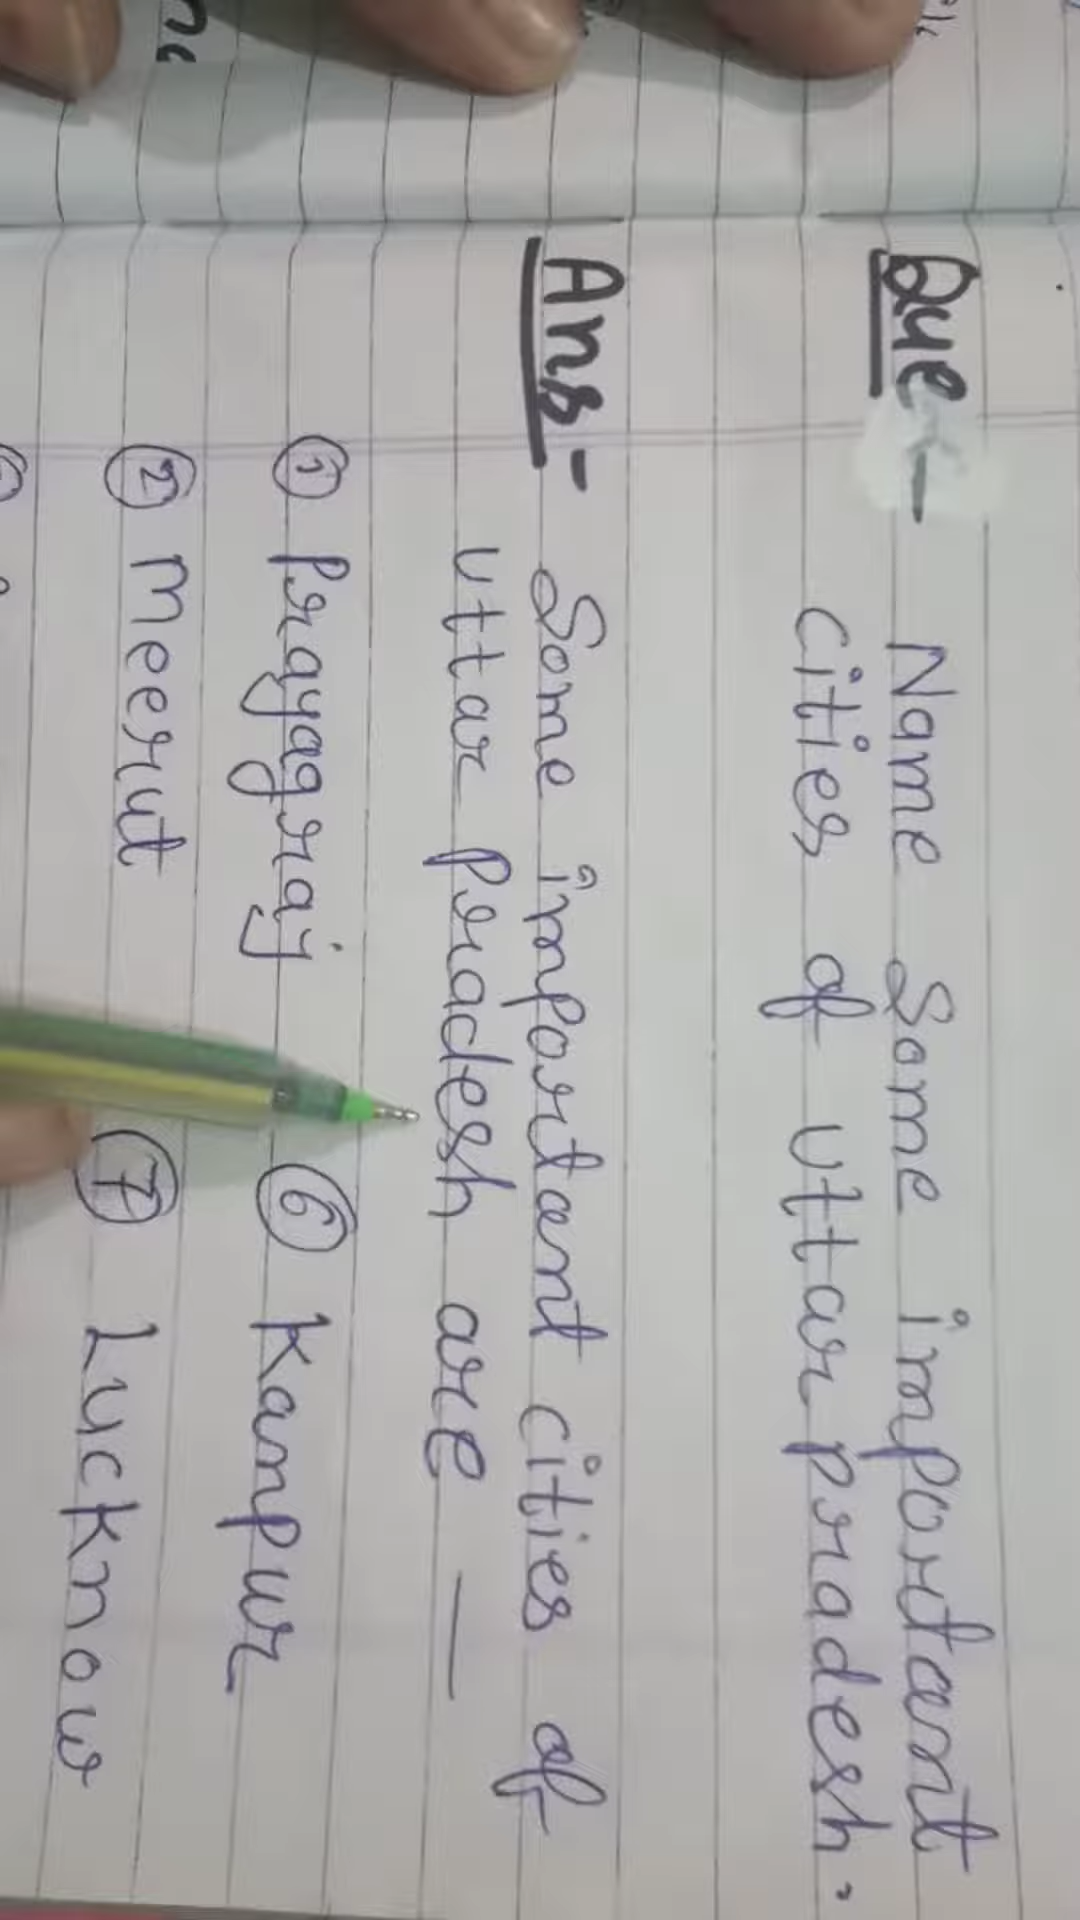 Que - Name Some important
cities of Uttar pradesh.
Ans - Some important cities of
Uttar pradesh are —
① prayagraj ⑥ Kanpur
② Meerut ⑦ Lucknow